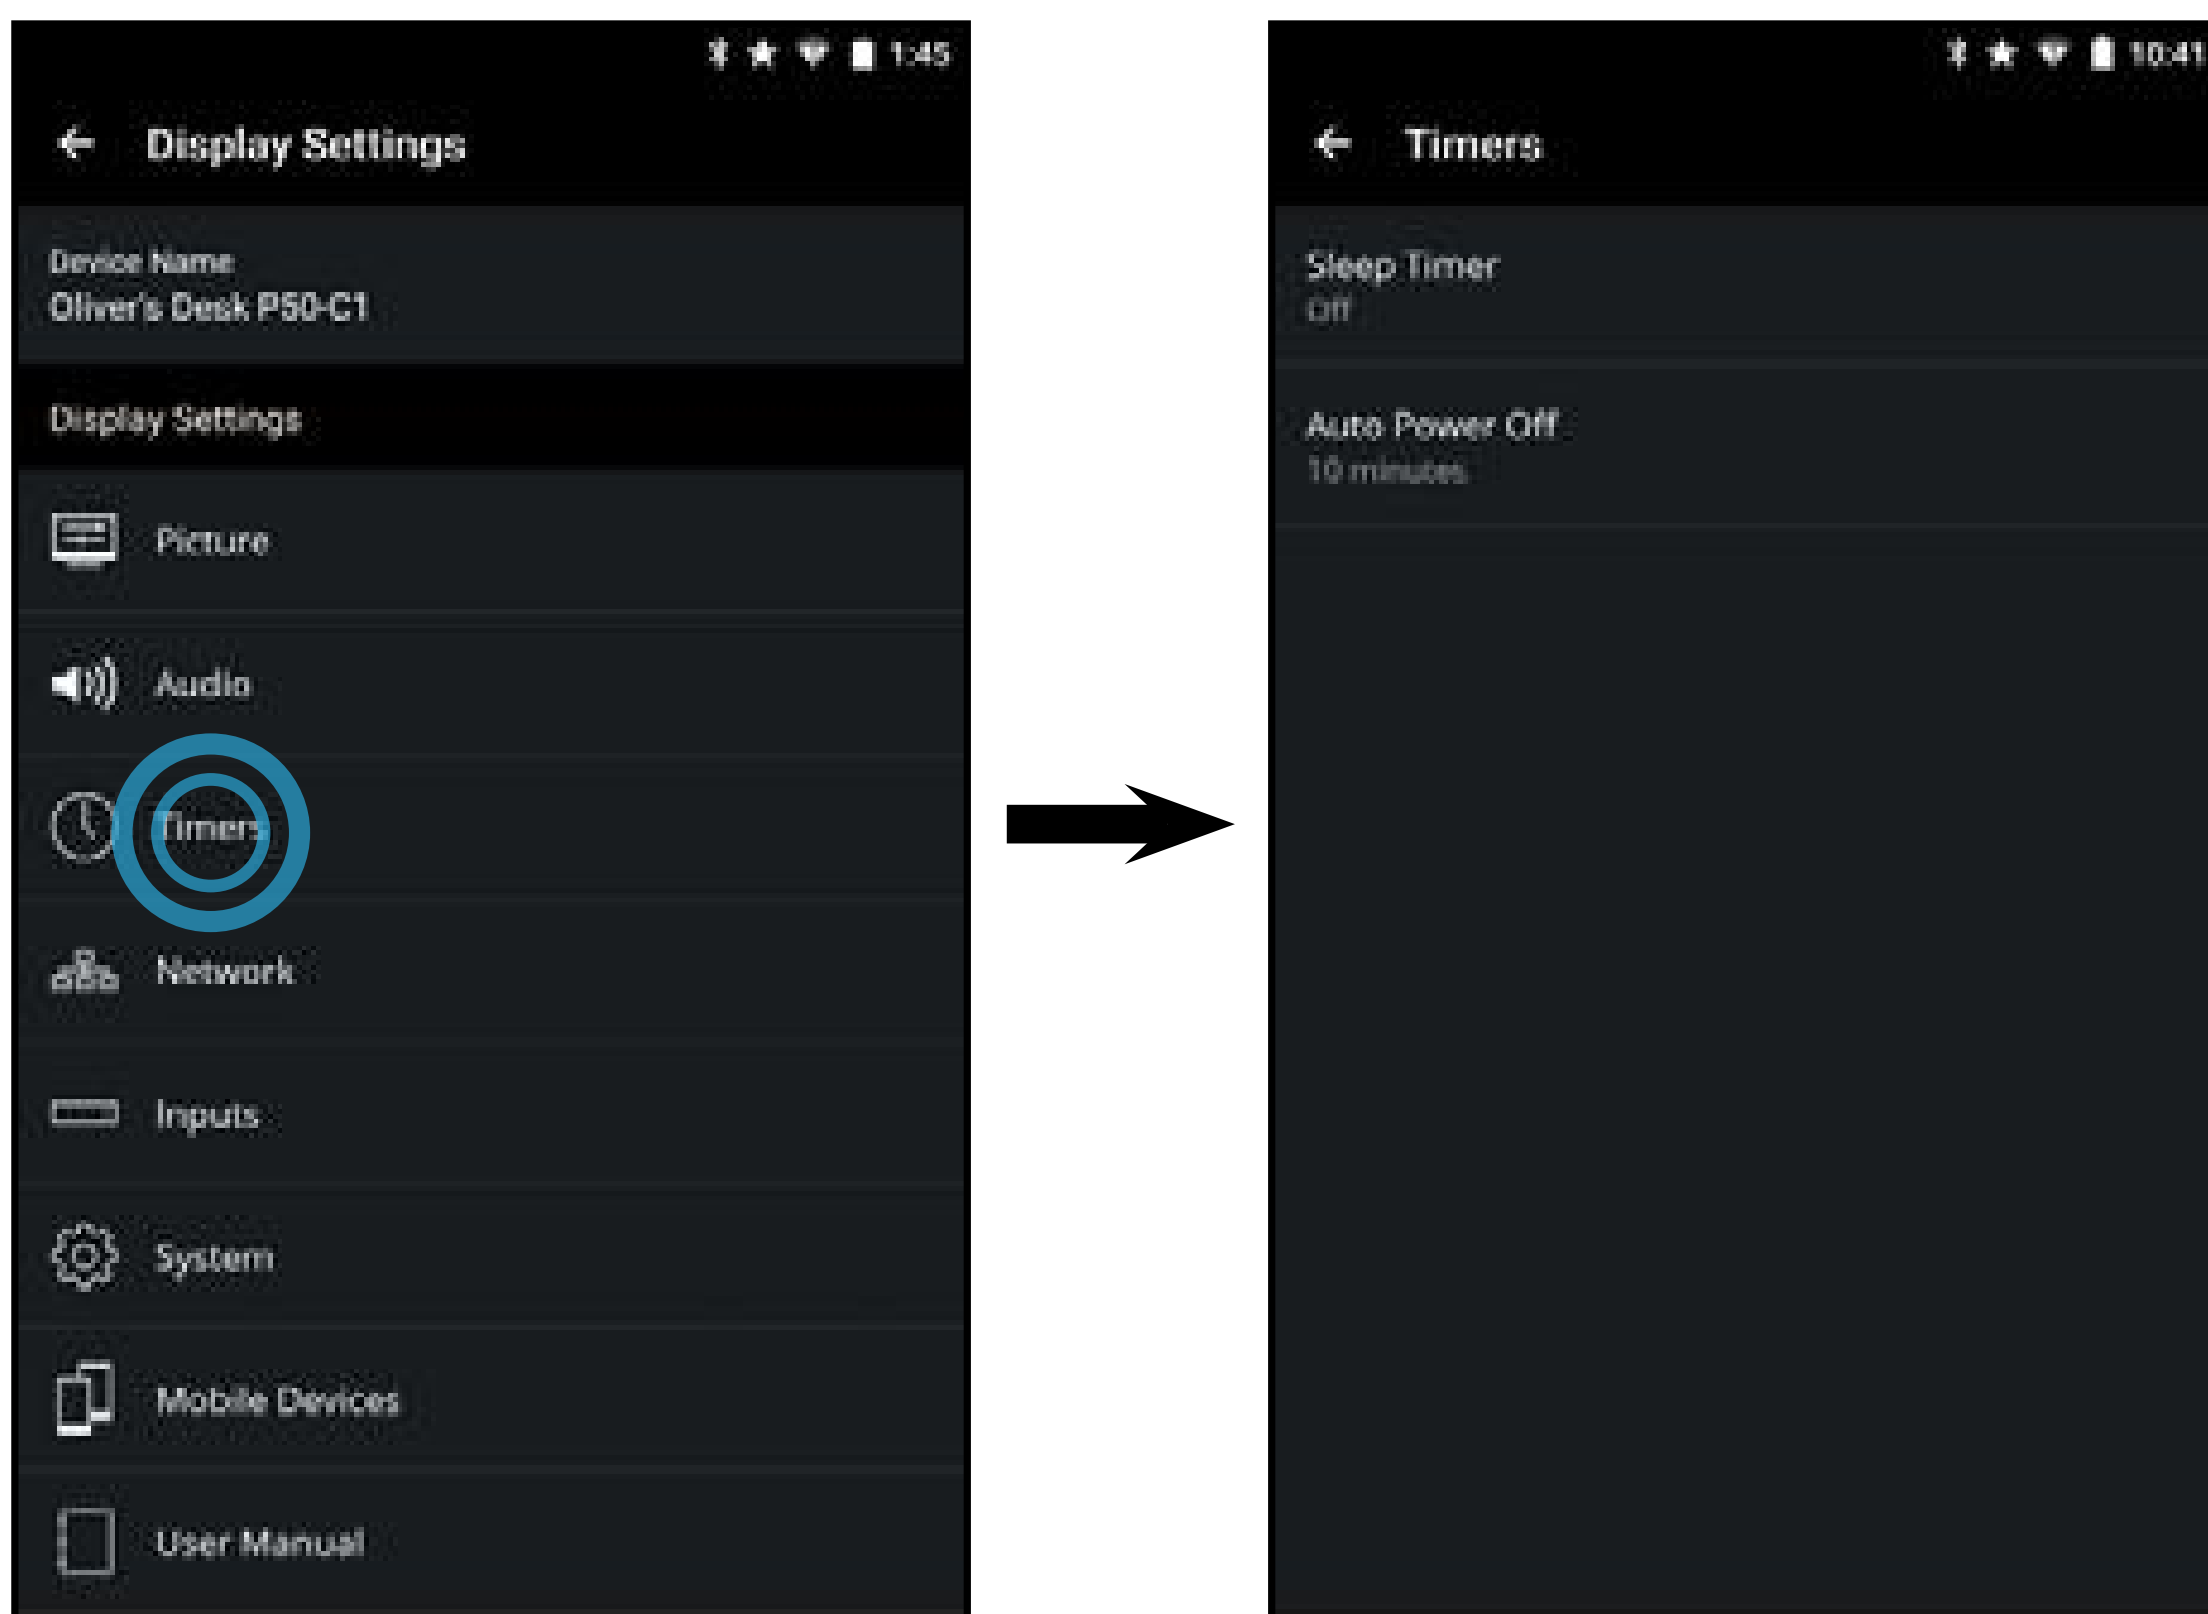 1:45
Display Settings
Device Name
Oliver's Desk P50-C1
Display Settings
Picture
Audio
Timers
Network
Inputs
System
Mobile Devices
User Manual
10:41
Timers
Sleep Timer
Off
Auto Power Off
10 minutes